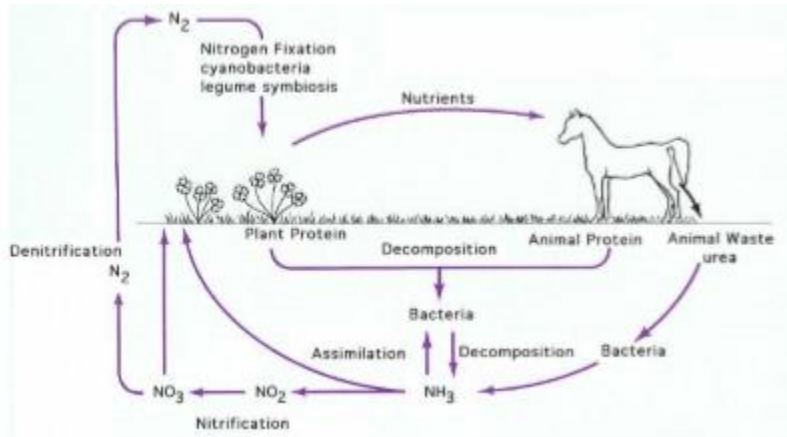 N₂
Nitrogen Fixation
cyanobacteria
legume symbiosis
Nutrients
Plant Protein
Decomposition
Animal Protein
Animal Waste
urea
Denitrification
N₂
Bacteria
Assimilation
Decomposition
Bacteria
NO₃
NO₂
NH₃
Nitrification